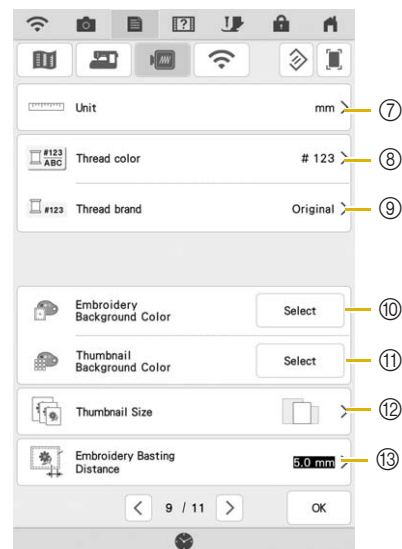 ?
Unit mm ⑦
#123
ABC
Thread color # 123 ⑧
#123 Thread brand Original ⑨
Embroidery
Background Color Select ⑩
Thumbnail
Background Color Select ⑪
Thumbnail Size ⑫
Embroidery Basting
Distance 5.0 mm ⑬
9 / 11 OK